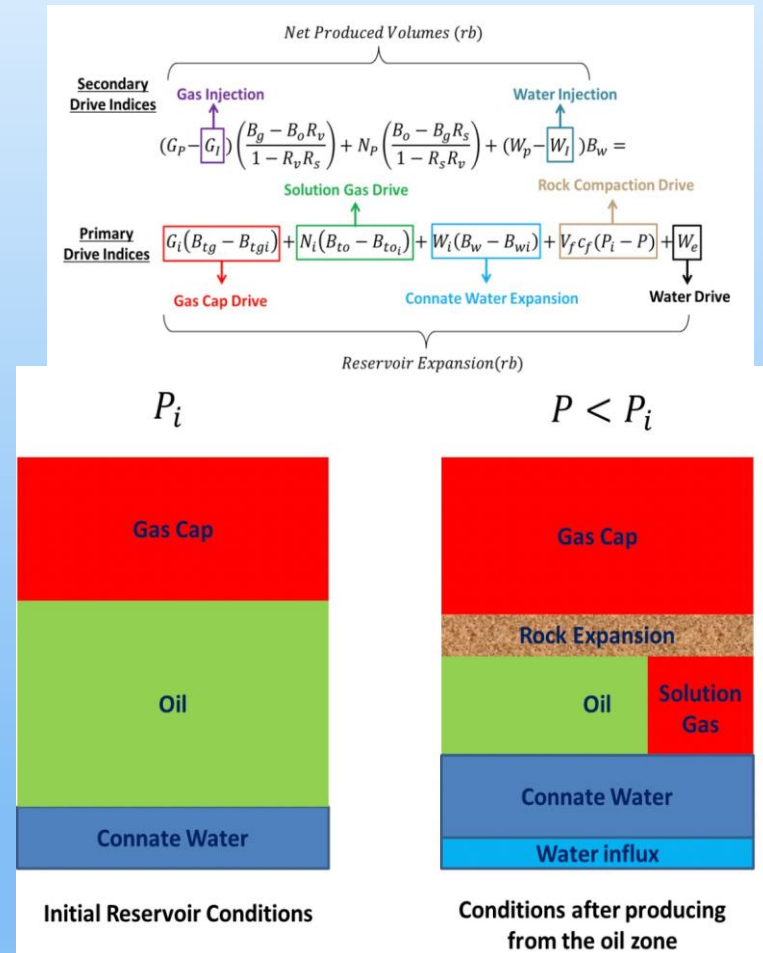 Net Produced Volumes (rb)
Secondary
Drive Indices
Gas Injection
Water Injection
(G_P − G_I) ((B_g − B_oR_v)/(1 − R_vR_s)) + N_P ((B_o − B_gR_s)/(1 − R_sR_v)) + (W_p − W_I)B_w =
Solution Gas Drive
Rock Compaction Drive
Primary
Drive Indices
G_i(B_tg − B_tgi) + N_i(B_to − B_to_i) + W_i(B_w − B_wi) + V_f c_f(P_i − P) + W_e
Gas Cap Drive
Connate Water Expansion
Water Drive
Reservoir Expansion(rb)
P_i
P < P_i
Gas Cap
Oil
Connate Water
Initial Reservoir Conditions
Gas Cap
Rock Expansion
Oil
Solution
Gas
Connate Water
Water influx
Conditions after producing
from the oil zone